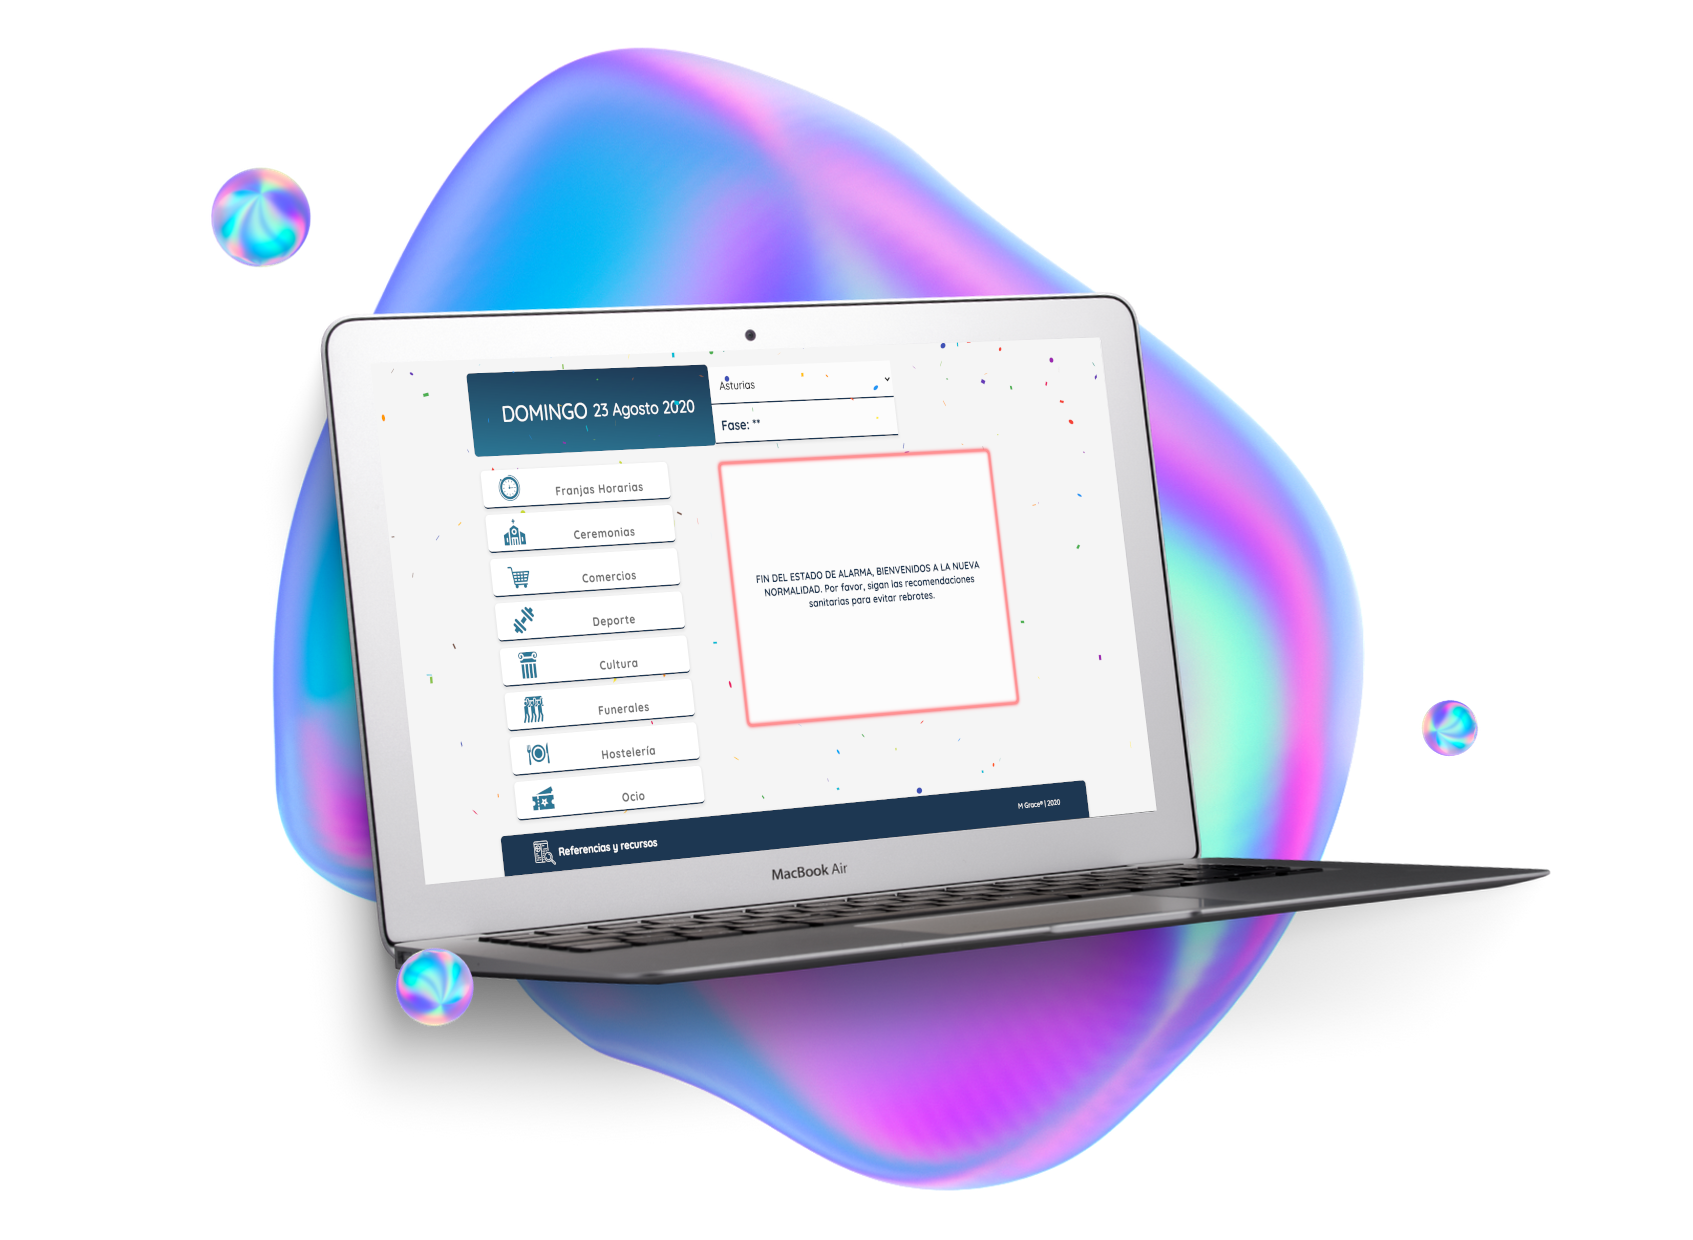 DOMINGO 23 Agosto 2020
Asturias
Fase: **
Franjas Horarias
Ceremonias
Comercios
Deporte
Cultura
Funerales
Hostelería
Ocio
FIN DEL ESTADO DE ALARMA, BIENVENIDOS A LA NUEVA
NORMALIDAD. Por favor, sigan las recomendaciones
sanitarias para evitar rebrotes.
Referencias y recursos
M Grace® | 2020
MacBook Air